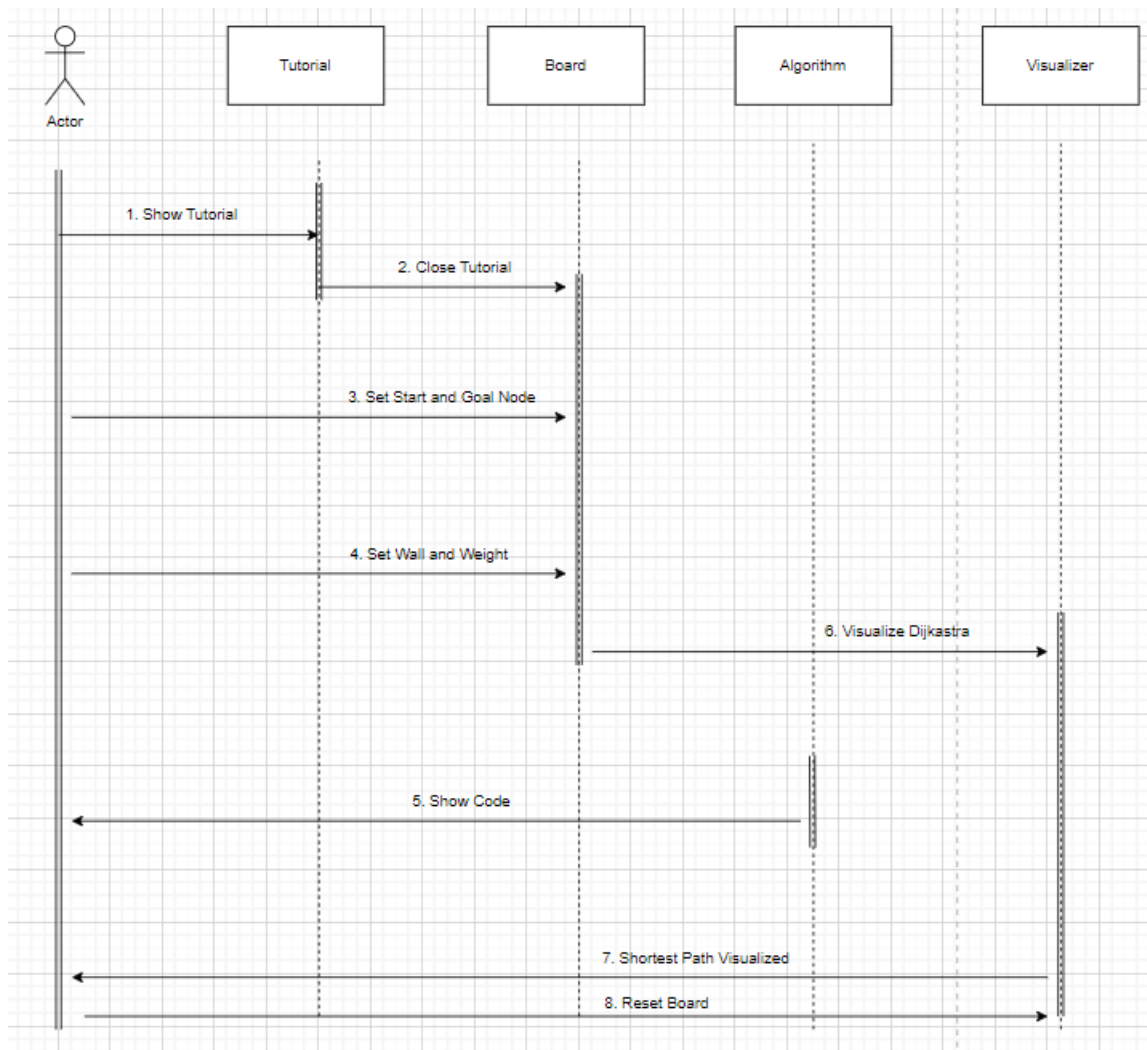 Tutorial
Board
Algorithm
Visualizer
Actor
1. Show Tutorial
2. Close Tutorial
3. Set Start and Goal Node
4. Set Wall and Weight
6. Visualize Dijkastra
5. Show Code
7. Shortest Path Visualized
8. Reset Board